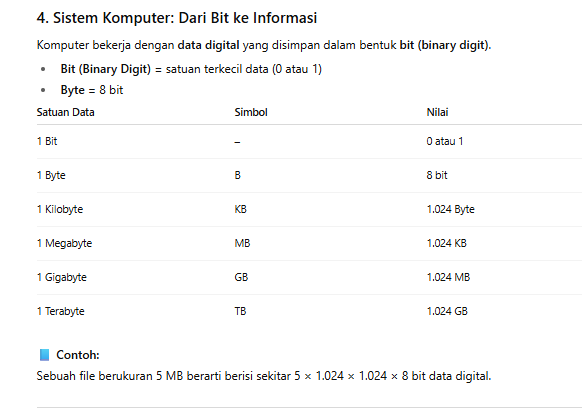 4. Sistem Komputer: Dari Bit ke Informasi
Komputer bekerja dengan data digital yang disimpan dalam bentuk bit (binary digit).
• Bit (Binary Digit) = satuan terkecil data (0 atau 1)
• Byte = 8 bit
Satuan Data Simbol Nilai
1 Bit – 0 atau 1
1 Byte B 8 bit
1 Kilobyte KB 1.024 Byte
1 Megabyte MB 1.024 KB
1 Gigabyte GB 1.024 MB
1 Terabyte TB 1.024 GB
Contoh:
Sebuah file berukuran 5 MB berarti berisi sekitar 5 × 1.024 × 1.024 × 8 bit data digital.